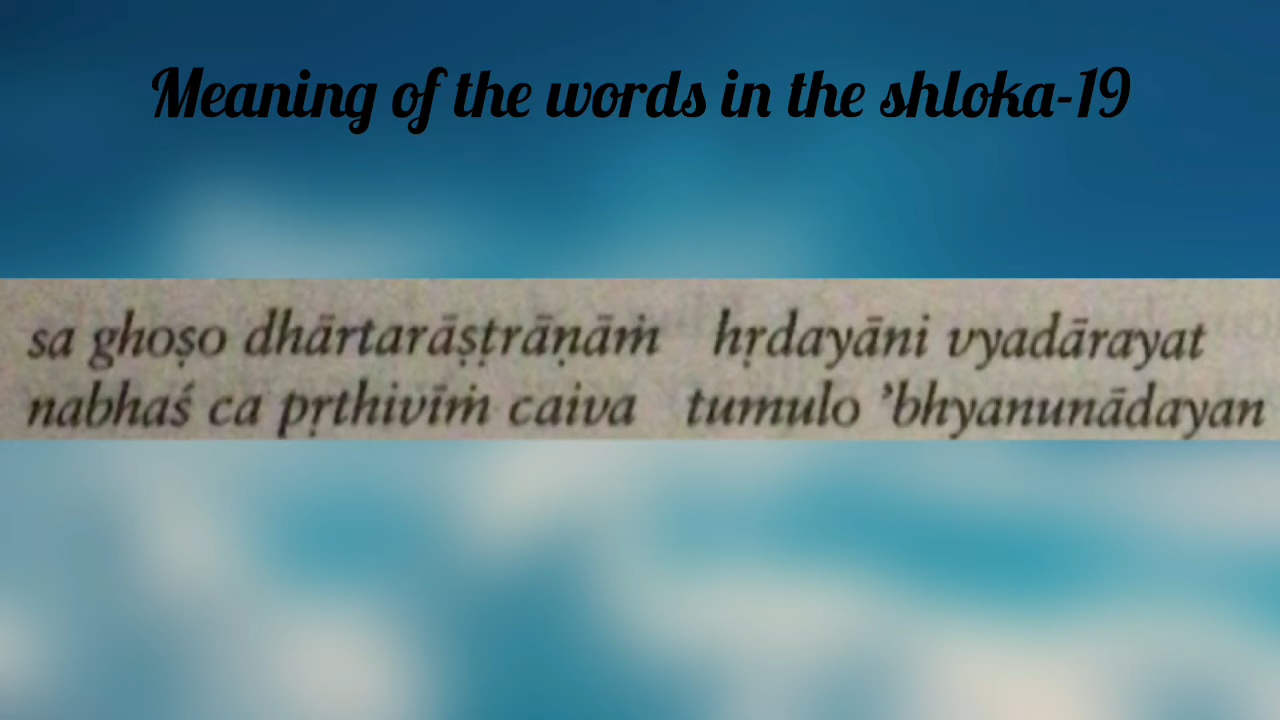 Meaning of the words in the shloka-19
sa ghoṣo dhārtarāṣṭrāṇāṁ hṛdayāni vyadārayat
nabhaś ca pṛthivīṁ caiva tumulo ’bhyanunādayan